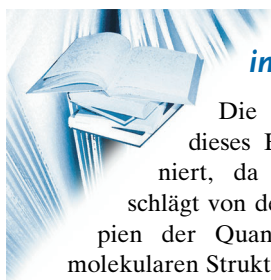 in
Die
dieses
niert, da
schlägt von de
pien der Quan
molekularen Strukt